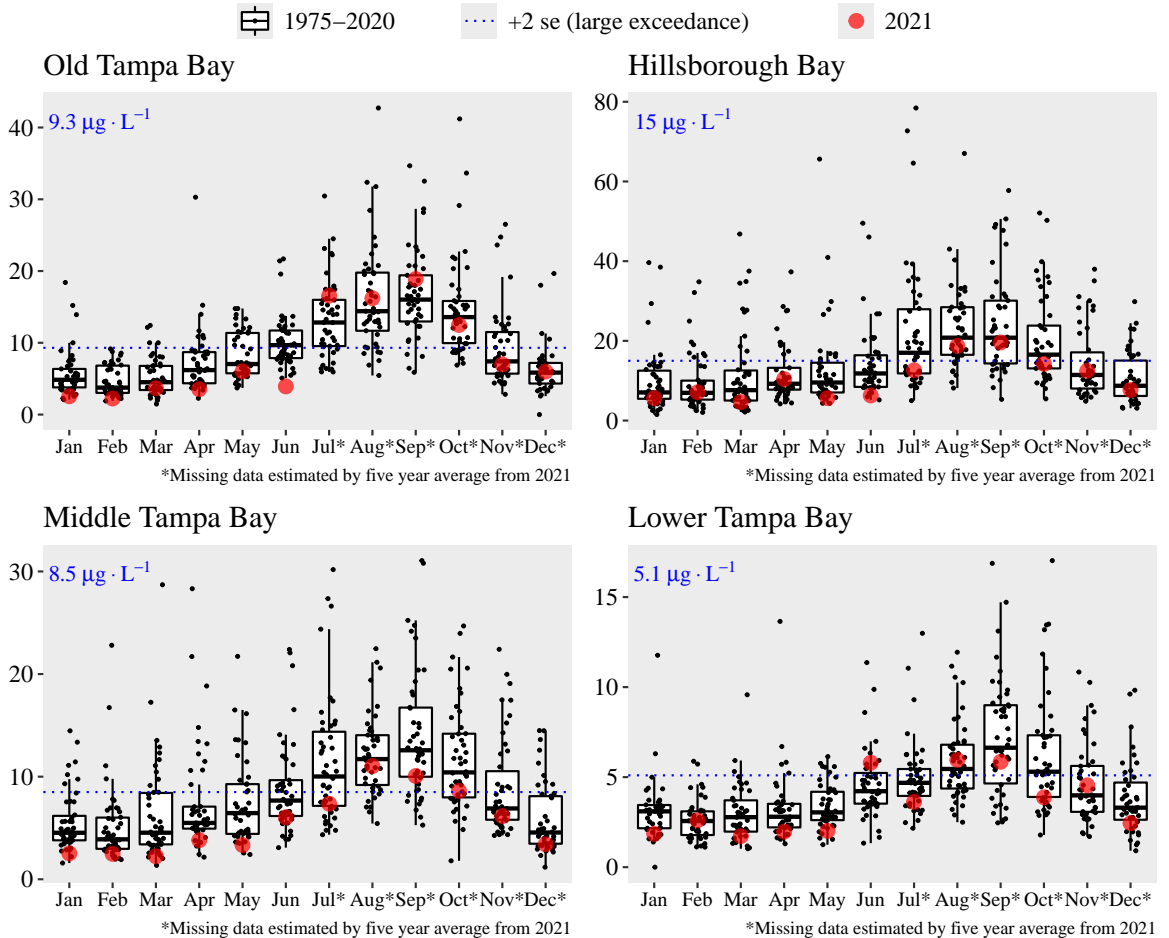 1975−2020 +2 se (large exceedance) 2021
Old Tampa Bay
9.3 μg · L⁻¹
40
30
20
10
0
Jan Feb Mar Apr May Jun Jul* Aug* Sep* Oct* Nov* Dec*
*Missing data estimated by five year average from 2021
Hillsborough Bay
15 μg · L⁻¹
80
60
40
20
0
Jan Feb Mar Apr May Jun Jul* Aug* Sep* Oct* Nov* Dec*
*Missing data estimated by five year average from 2021
Middle Tampa Bay
8.5 μg · L⁻¹
30
20
10
0
Jan Feb Mar Apr May Jun Jul* Aug* Sep* Oct* Nov* Dec*
*Missing data estimated by five year average from 2021
Lower Tampa Bay
5.1 μg · L⁻¹
15
10
5
0
Jan Feb Mar Apr May Jun Jul* Aug* Sep* Oct* Nov* Dec*
*Missing data estimated by five year average from 2021